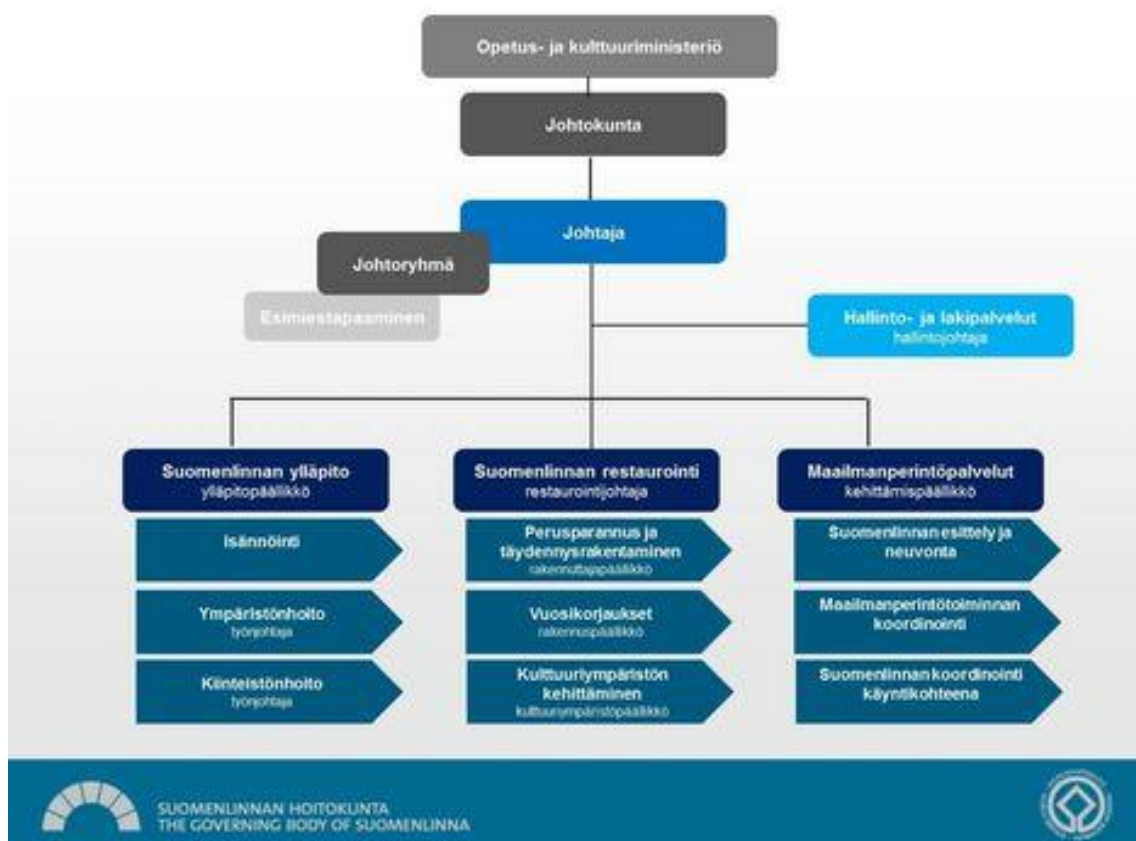 Opetus- ja kulttuuriministeriö
Johtokunta
Johtaja
Johtoryhmä
Esimiestapaaminen
Hallinto- ja lakipalvelut
hallintojohtaja
Suomenlinnan ylläpito
ylläpitopäällikkö
Isännöinti
Ympäristönhoito
työnjohtaja
Kiinteistönhoito
työnjohtaja
Suomenlinnan restaurointi
restaurointijohtaja
Perusparannus ja
täydennysrakentaminen
rakennuttajapäällikkö
Vuosikorjaukset
rakennuspäällikkö
Kulttuuriympäristön
kehittäminen
kulttuuriympäristöpäällikkö
Maailmanperintöpalvelut
kehittämispäällikkö
Suomenlinnan esittely ja
neuvonta
Maailmanperintötoiminnan
koordinointi
Suomenlinnan koordinointi
käyntikohteena
SUOMENLINNAN HOITOKUNTA
THE GOVERNING BODY OF SUOMENLINNA